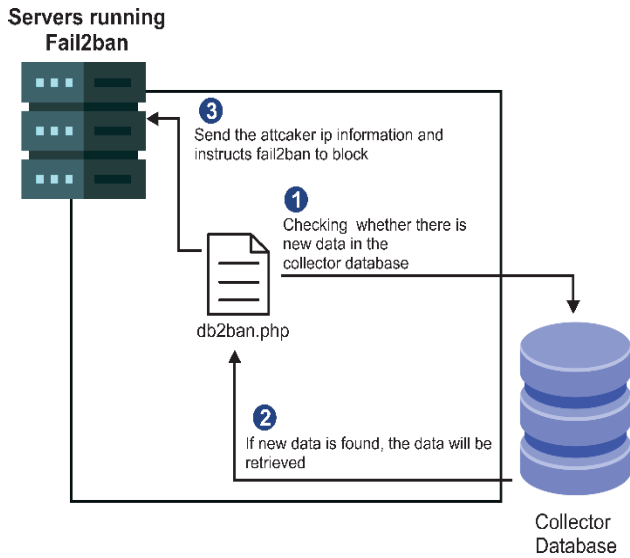 Servers running
Fail2ban
3
Send the attcaker ip information and
instructs fail2ban to block
1
Checking whether there is
new data in the
collector database
db2ban.php
2
If new data is found, the data will be
retrieved
Collector
Database